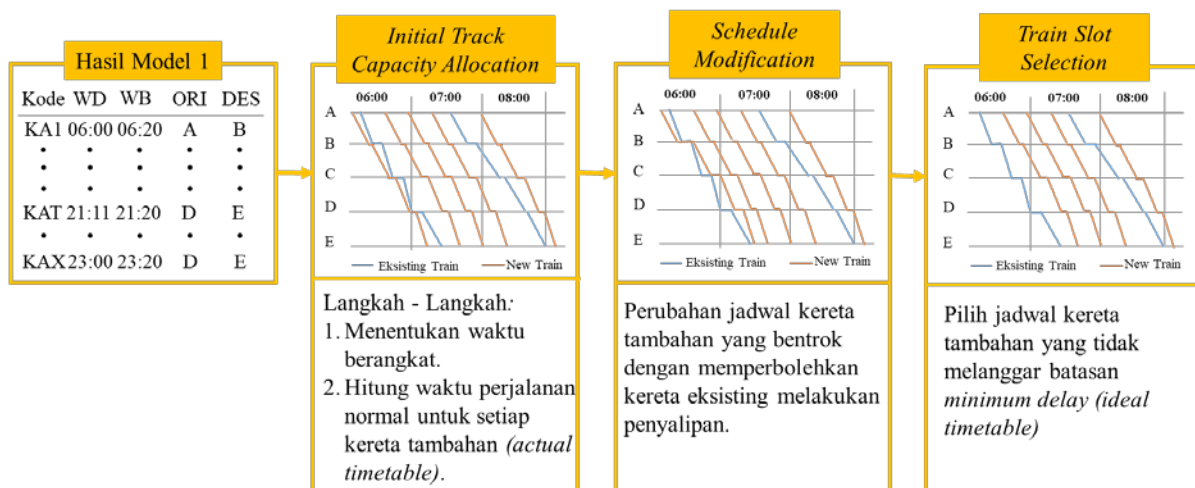 Hasil Model 1
Kode WD WB ORI DES
KA1 06:00 06:20 A B
KAT 21:11 21:20 D E
KAX 23:00 23:20 D E
Initial Track
Capacity Allocation
06:00 07:00 08:00
A
B
C
D
E
Eksisting Train New Train
Langkah - Langkah:
1. Menentukan waktu
berangkat.
2. Hitung waktu perjalanan
normal untuk setiap
kereta tambahan (actual
timetable).
Schedule
Modification
06:00 07:00 08:00
A
B
C
D
E
Eksisting Train New Train
Perubahan jadwal kereta
tambahan yang bentrok
dengan memperbolehkan
kereta eksisting melakukan
penyalipan.
Train Slot
Selection
06:00 07:00 08:00
A
B
C
D
E
Eksisting Train New Train
Pilih jadwal kereta
tambahan yang tidak
melanggar batasan
minimum delay (ideal
timetable)